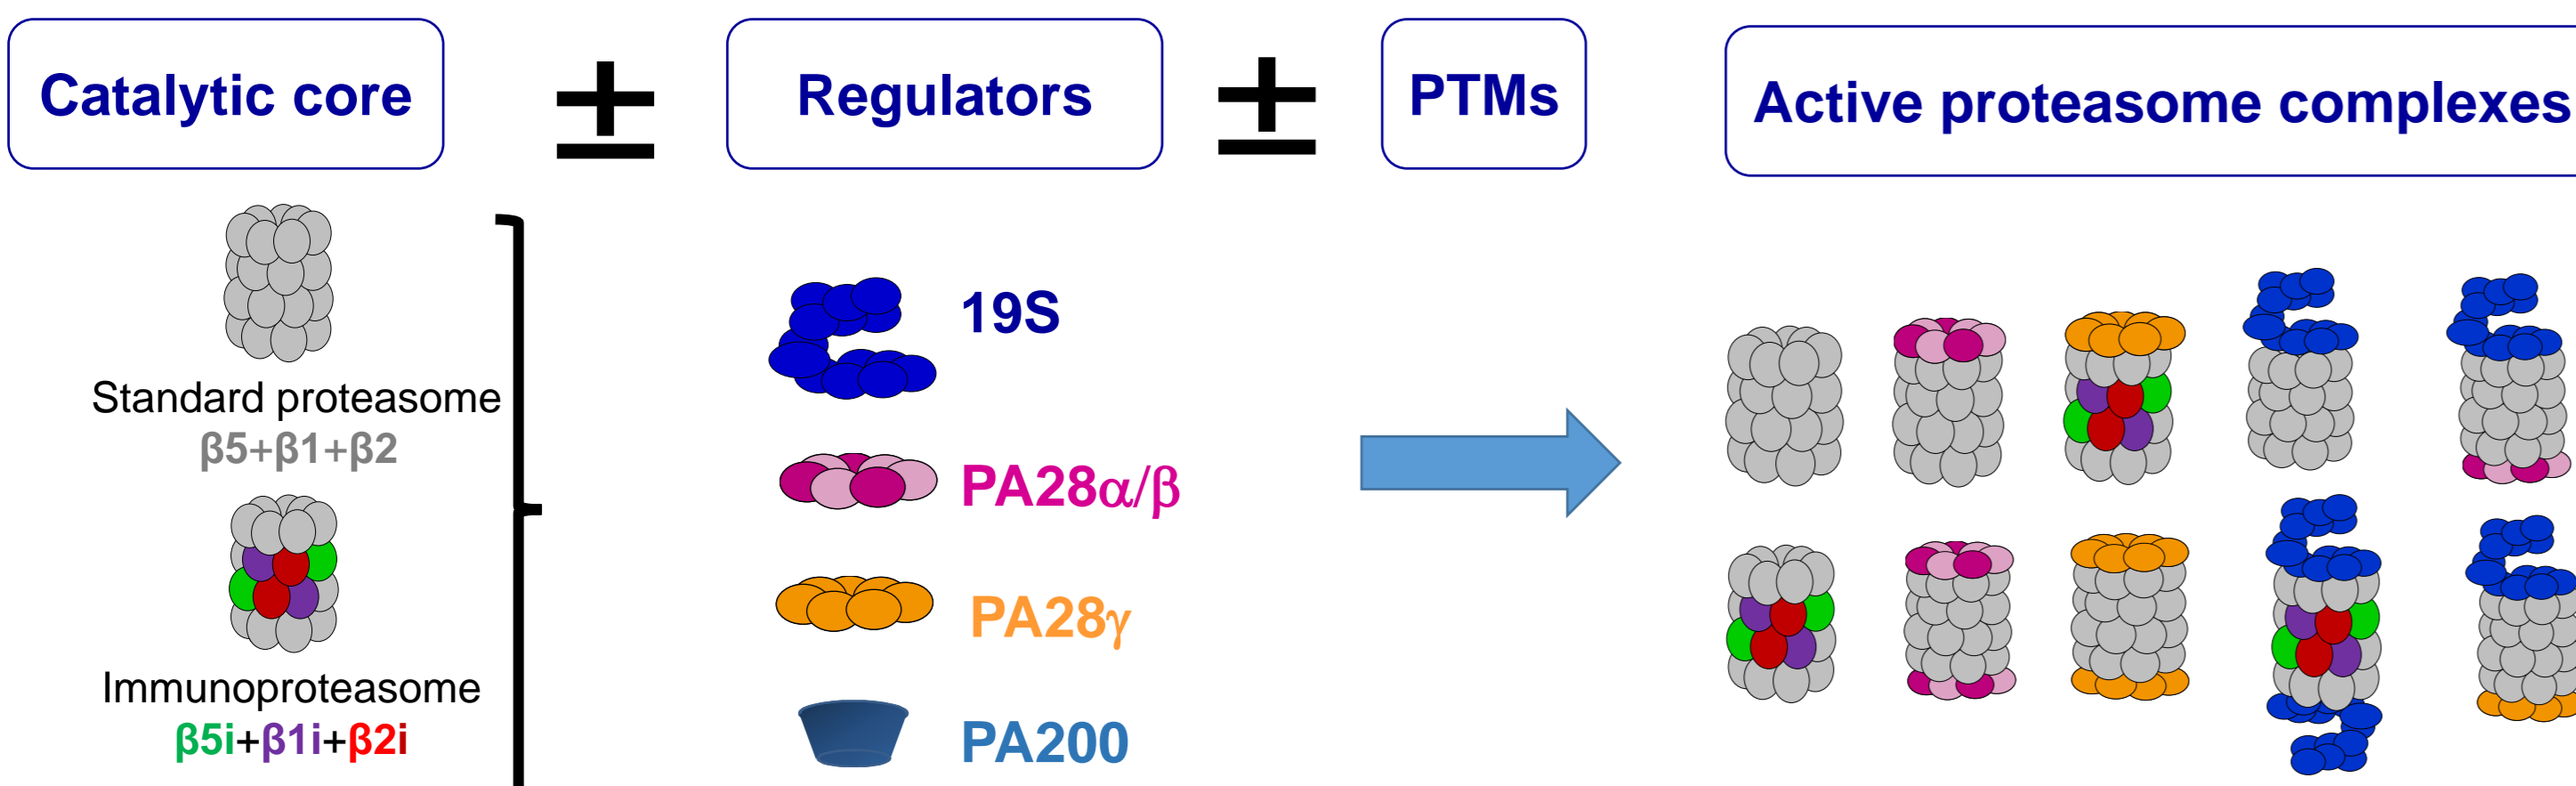 Catalytic core
±
Regulators
±
PTMs
Active proteasome complexes
Standard proteasome
β5+β1+β2
Immunoproteasome
β5i+β1i+β2i
19S
PA28α/β
PA28γ
PA200